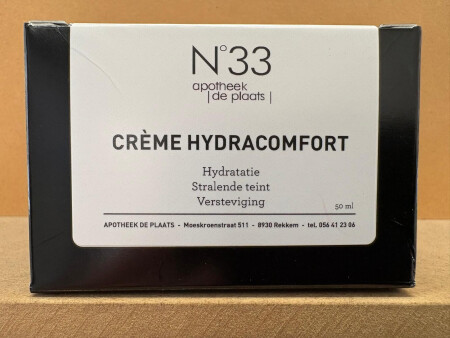 N°33
apotheek
|de plaats|
CRÈME HYDRACOMFORT
Hydratatie
Stralende teint
Versteviging
50 ml
APOTHEEK DE PLAATS - Moeskroenstraat 511 - 8930 Rekkem - tel. 056 41 23 06